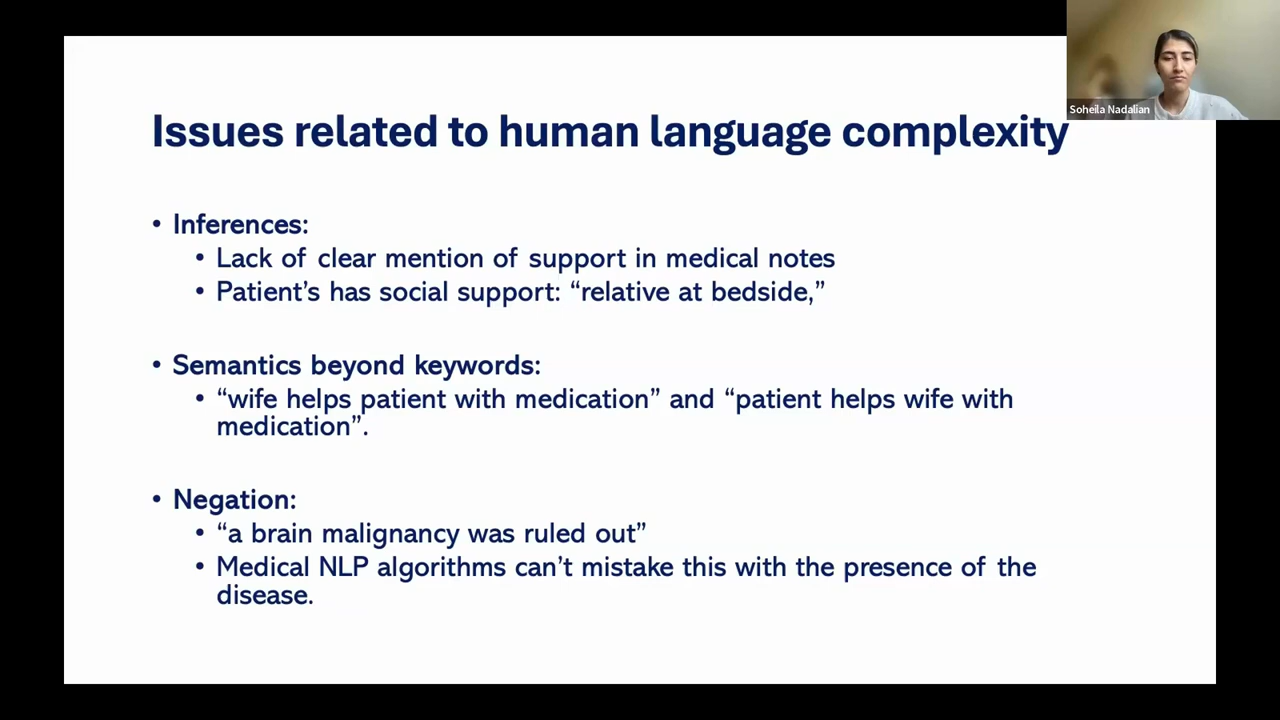 Soheila Nadalian
Issues related to human language complexity
• Inferences:
• Lack of clear mention of support in medical notes
• Patient’s has social support: “relative at bedside,”
• Semantics beyond keywords:
• “wife helps patient with medication” and “patient helps wife with
medication”.
• Negation:
• “a brain malignancy was ruled out”
• Medical NLP algorithms can’t mistake this with the presence of the
disease.